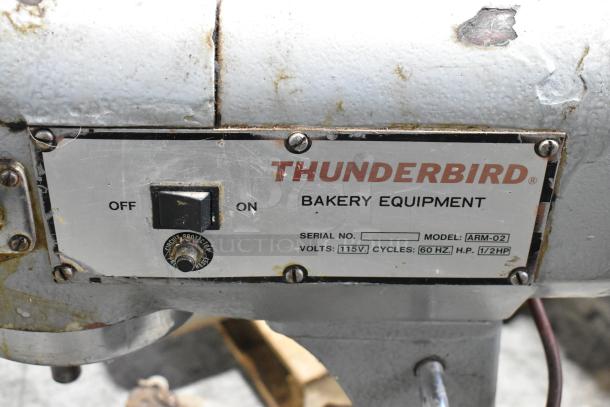 THUNDERBIRD®
BAKERY EQUIPMENT
OFF ON
SERIAL NO. MODEL: ARM-02
VOLTS: 115V CYCLES: 60 HZ. H.P. 1/2HP